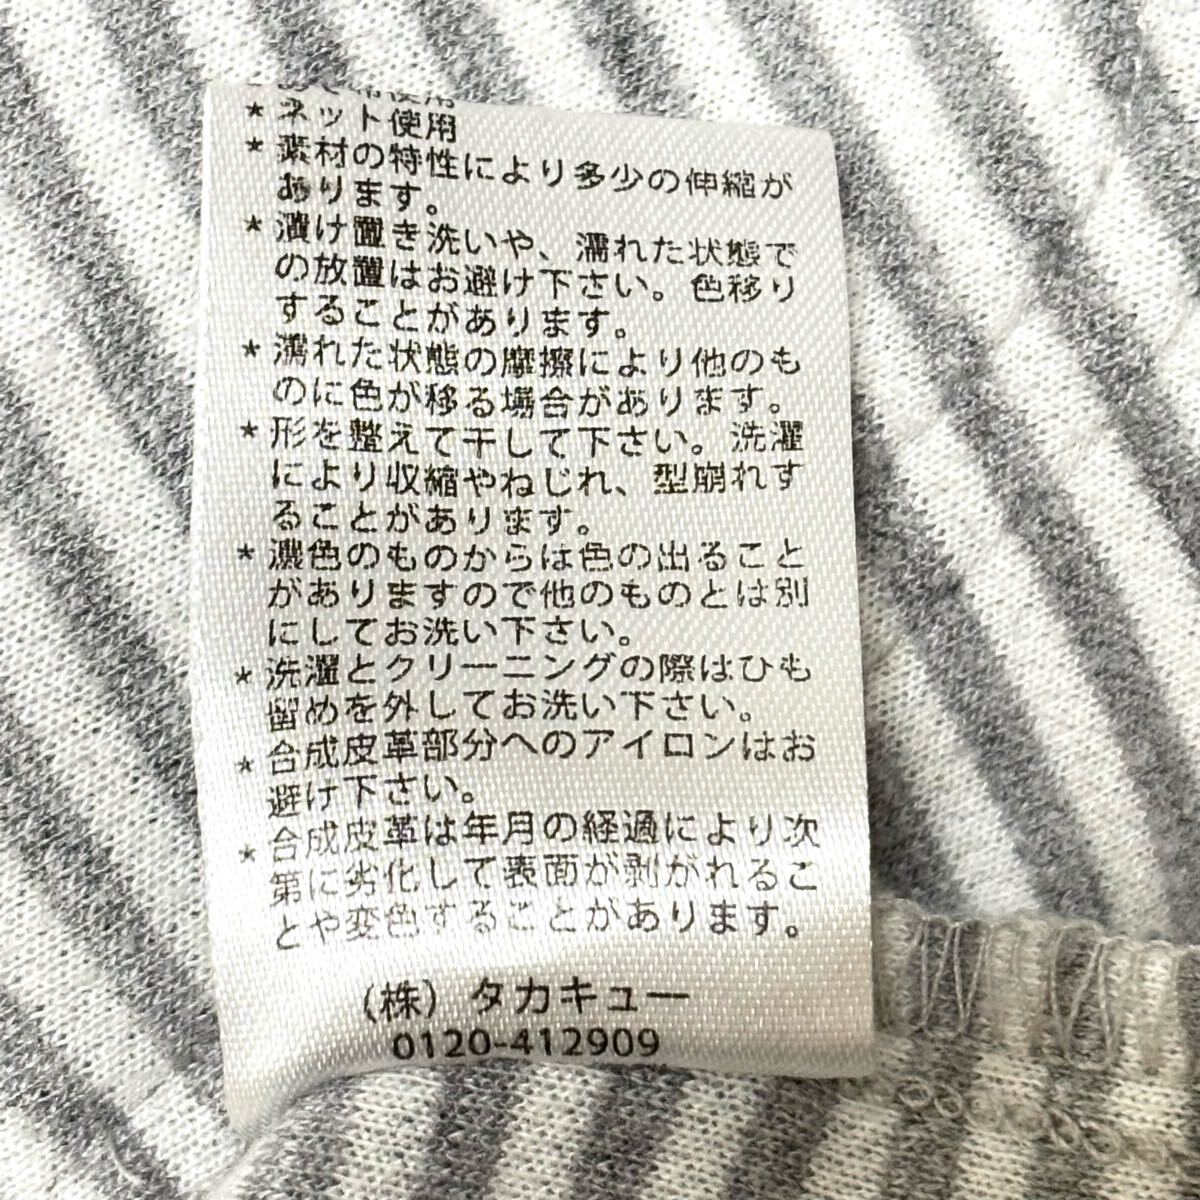 使用
★ ネット使用
★ 素材の特性により多少の伸縮が
あります。
★ 漬け置き洗いや、濡れた状態で
の放置はお避け下さい。色移り
することがあります。
★ 濡れた状態の摩擦により他のも
のに色が移る場合があります。
★ 形を整えて干して下さい。洗濯
により収縮やねじれ、型崩れす
ることがあります。
★ 濃色のものからは色の出ること
がありますので他のものとは別
にしてお洗い下さい。
★ 洗濯とクリーニングの際はひも
留めを外してお洗い下さい。
★ 合成皮革部分へのアイロンはお
避け下さい。
★ 合成皮革は年月の経過により次
第に劣化して表面が剥がれるこ
とや変色することがあります。
(株) タカキュー
0120-412909